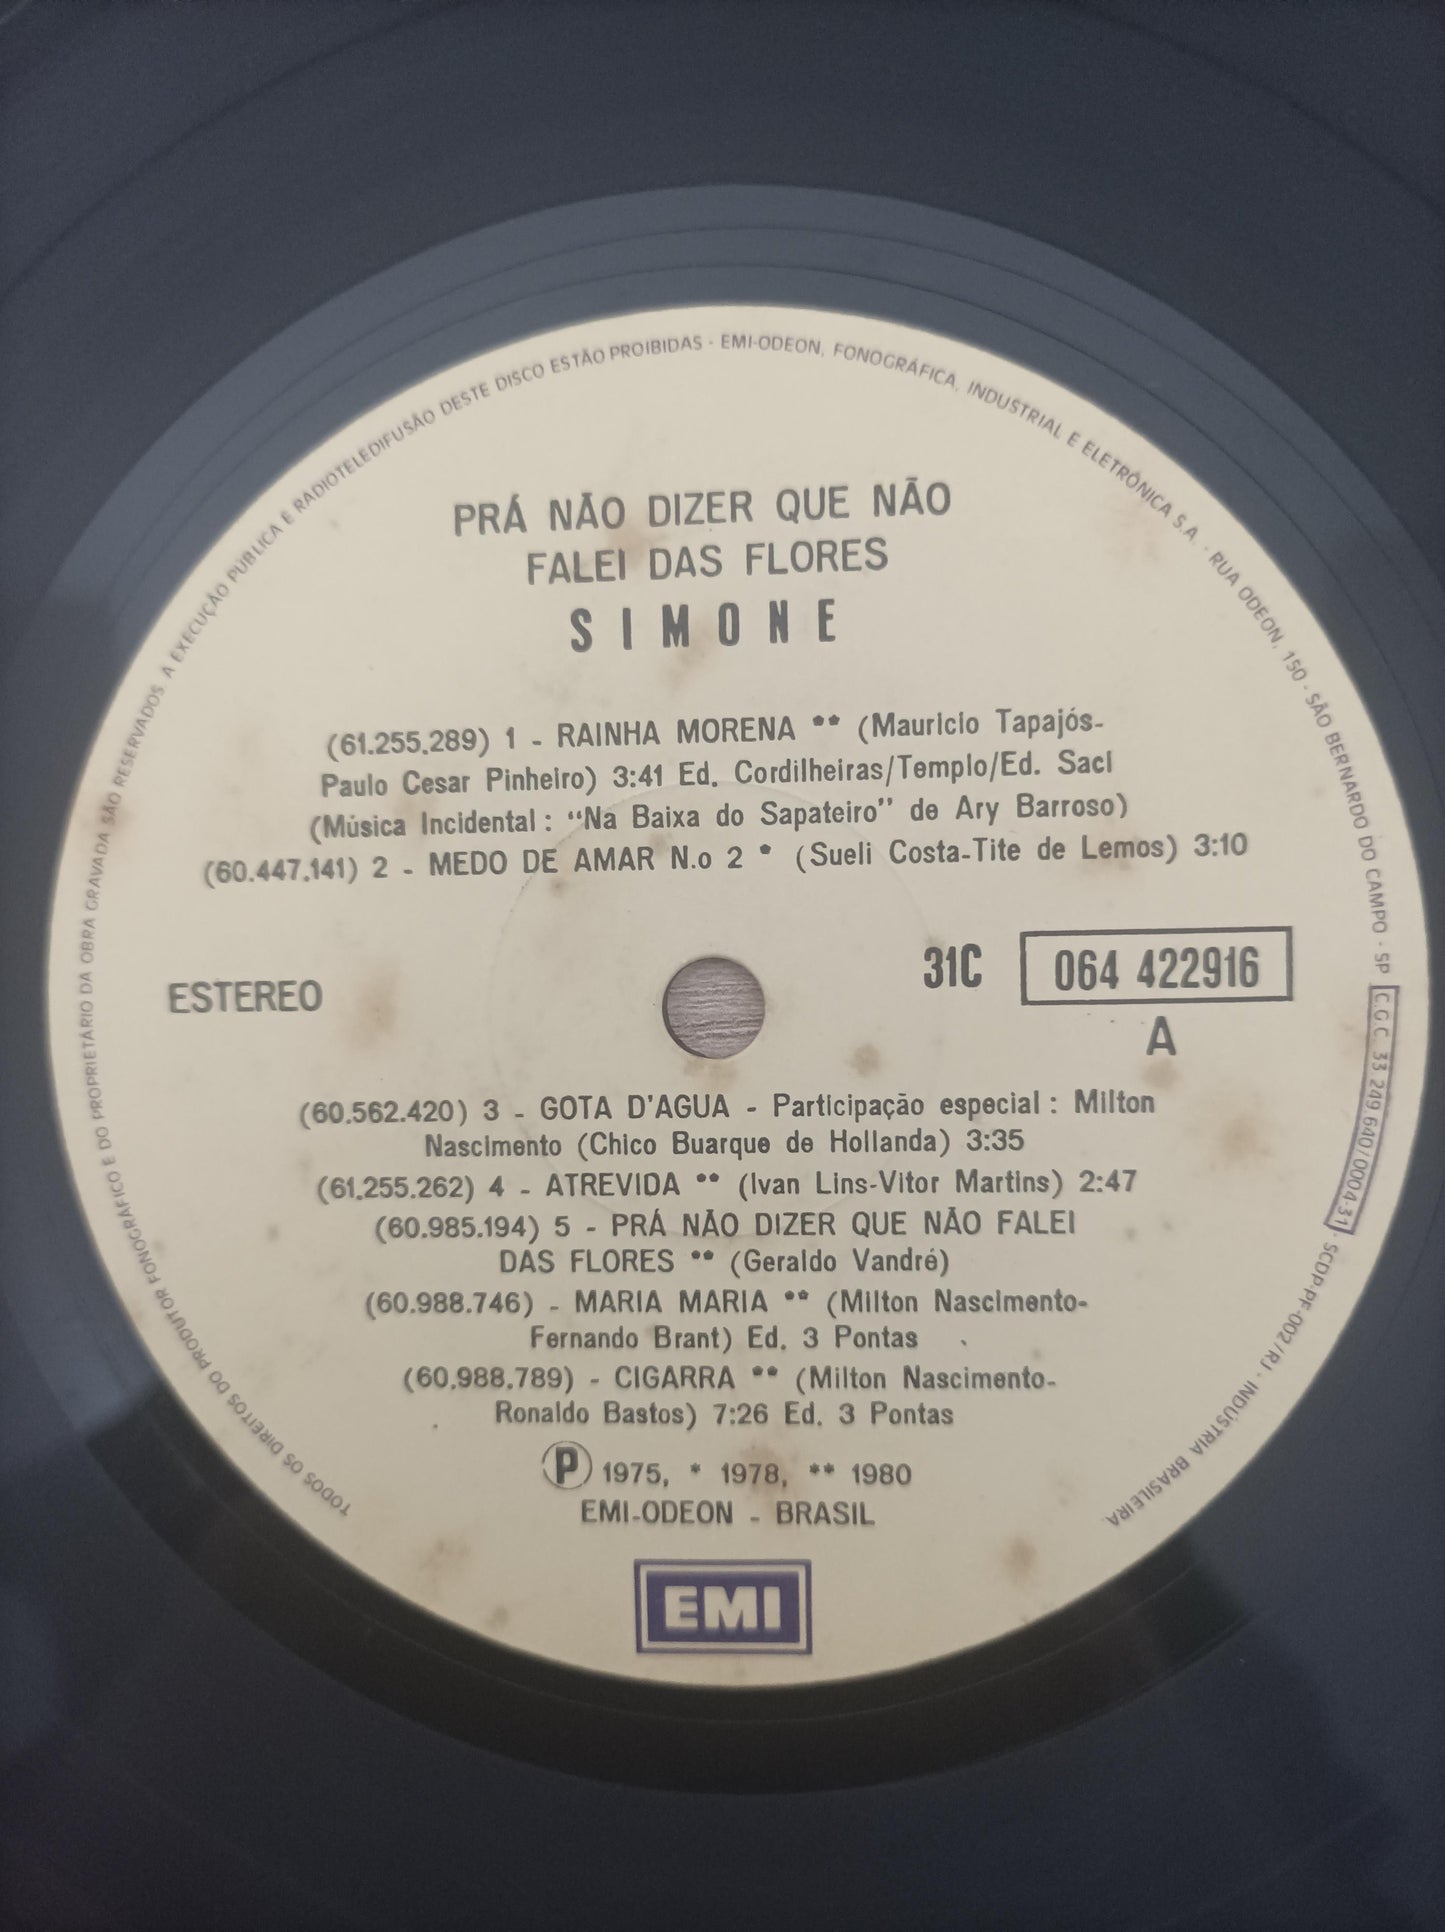 TODOS OS DIREITOS DO PRODUTOR FONOGRÁFICO E DO PROPRIETÁRIO DA OBRA GRAVADA SÃO RESERVADOS. A EXECUÇÃO PÚBLICA E RADIOTELEDIFUSÃO DESTE DISCO ESTÃO PROIBIDAS - EMI-ODEON, FONOGRÁFICA, INDUSTRIAL E ELETRÔNICA S.A. - RUA ODEON, 150 - SÃO BERNARDO DO CAMPO - SP C.G.C. 33 249 640/0004-31 - SCDP-PF-002/RJ - INDÚSTRIA BRASILEIRA.
PRÁ NÃO DIZER QUE NÃO
FALEI DAS FLORES
SIMONE
(61.255.289) 1 - RAINHA MORENA ** (Mauricio Tapajós-
Paulo Cesar Pinheiro) 3:41 Ed. Cordilheiras/Templo/Ed. Saci
(Música Incidental : “Na Baixa do Sapateiro” de Ary Barroso)
(60.447.141) 2 - MEDO DE AMAR N.o 2 * (Sueli Costa-Tite de Lemos) 3:10
ESTEREO
31C 064 422916
A
(60.562.420) 3 - GOTA D'AGUA - Participação especial : Milton
Nascimento (Chico Buarque de Hollanda) 3:35
(61.255.262) 4 - ATREVIDA ** (Ivan Lins-Vitor Martins) 2:47
(60.985.194) 5 - PRÁ NÃO DIZER QUE NÃO FALEI
DAS FLORES ** (Geraldo Vandré)
(60.988.746) - MARIA MARIA ** (Milton Nascimento-
Fernando Brant) Ed. 3 Pontas
(60.988.789) - CIGARRA ** (Milton Nascimento-
Ronaldo Bastos) 7:26 Ed. 3 Pontas
Ⓟ 1975, * 1978, ** 1980
EMI-ODEON - BRASIL
EMI